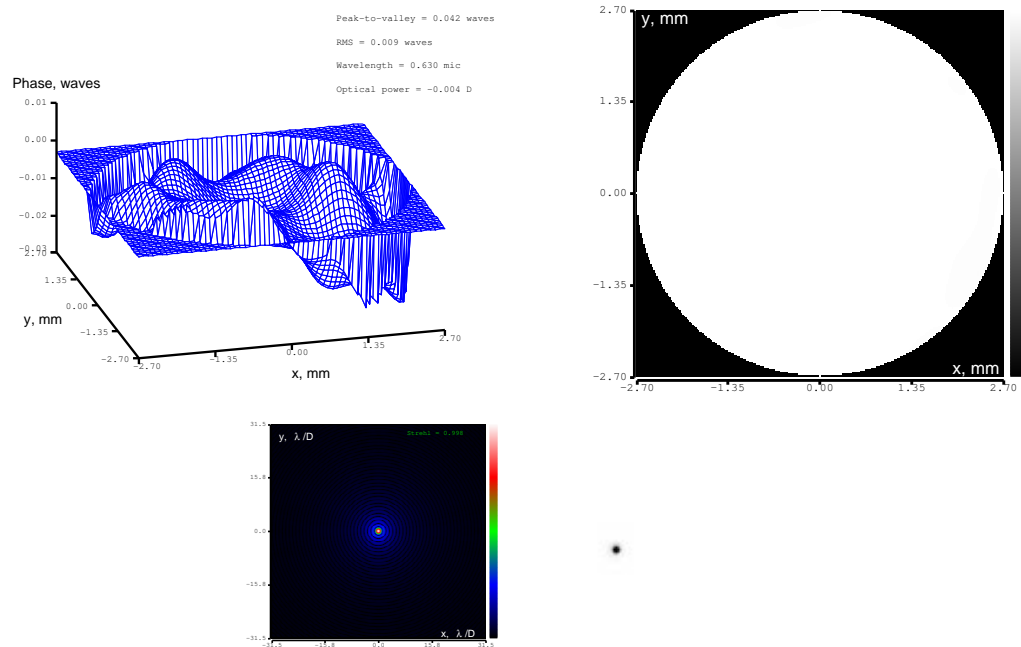 Peak-to-valley = 0.042 waves
RMS = 0.009 waves
Wavelength = 0.630 mic
Optical power = -0.004 D
Phase, waves
0.01
0.00
-0.01
-0.02
-0.03
2.70
1.35
0.00
-1.35
-2.70
y, mm
-2.70
-1.35
0.00
1.35
2.70
x, mm
y, mm
2.70
1.35
0.00
-1.35
-2.70
x, mm
-2.70
-1.35
0.00
1.35
2.70
y, λ/D
Strehl = 0.998
31.5
15.8
0.0
-15.8
-31.5
x, λ/D
-31.5
-15.8
0.0
15.8
31.5